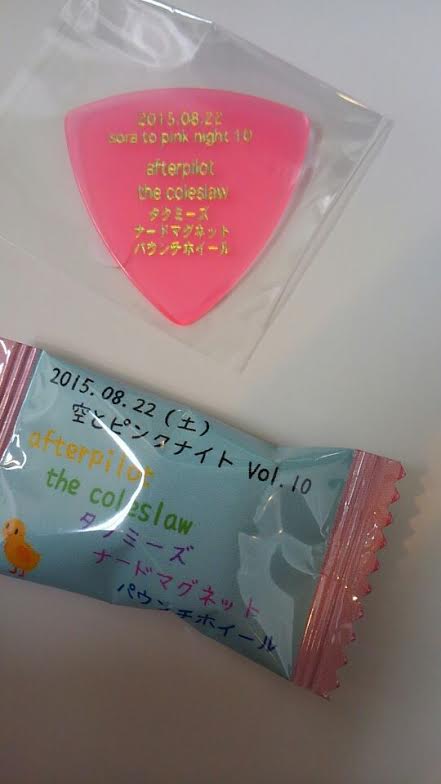 2015.08.22
sora to pink night 10
afterpilot
the coleslaw
タクミーズ
ナードマグネット
パウンチホイール
2015.08.22(土)
空とピンクナイト Vol.10
afterpilot
the coleslaw
タクミーズ
ナードマグネット
パウンチホイール